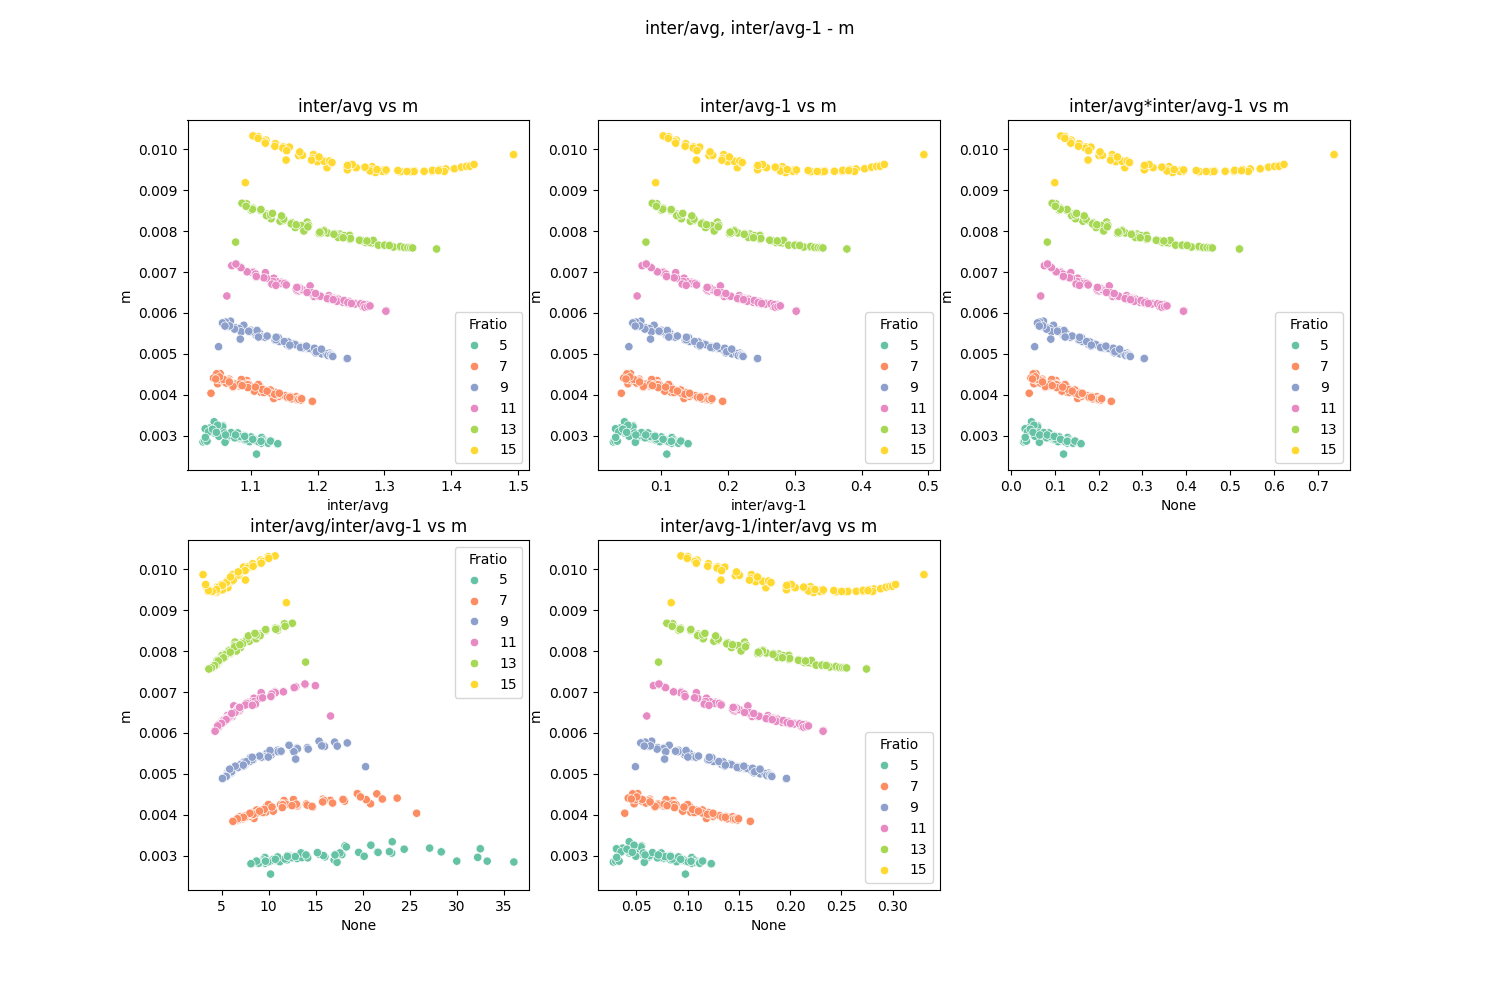 inter/avg, inter/avg-1 - m
inter/avg vs m
inter/avg-1 vs m
inter/avg*inter/avg-1 vs m
m
0.010
0.009
0.008
0.007
0.006
0.005
0.004
0.003
1.1 1.2 1.3 1.4 1.5
inter/avg
Fratio
5
7
9
11
13
15
m
0.010
0.009
0.008
0.007
0.006
0.005
0.004
0.003
0.1 0.2 0.3 0.4 0.5
inter/avg-1
Fratio
5
7
9
11
13
15
m
0.010
0.009
0.008
0.007
0.006
0.005
0.004
0.003
0.0 0.1 0.2 0.3 0.4 0.5 0.6 0.7
None
Fratio
5
7
9
11
13
15
inter/avg/inter/avg-1 vs m
inter/avg-1/inter/avg vs m
m
0.010
0.009
0.008
0.007
0.006
0.005
0.004
0.003
5 10 15 20 25 30 35
None
Fratio
5
7
9
11
13
15
m
0.010
0.009
0.008
0.007
0.006
0.005
0.004
0.003
0.05 0.10 0.15 0.20 0.25 0.30
None
Fratio
5
7
9
11
13
15